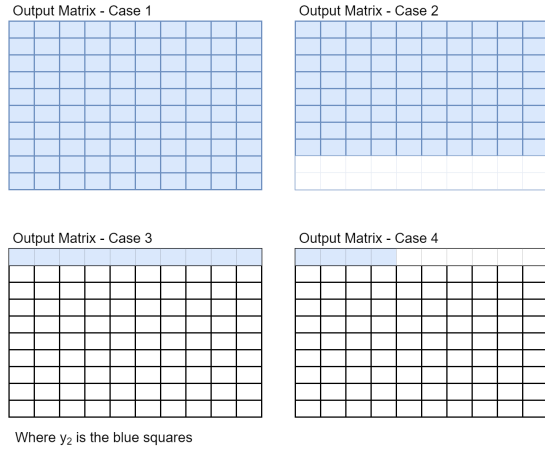 Output Matrix - Case 1
Output Matrix - Case 2
Output Matrix - Case 3
Output Matrix - Case 4
Where y₂ is the blue squares